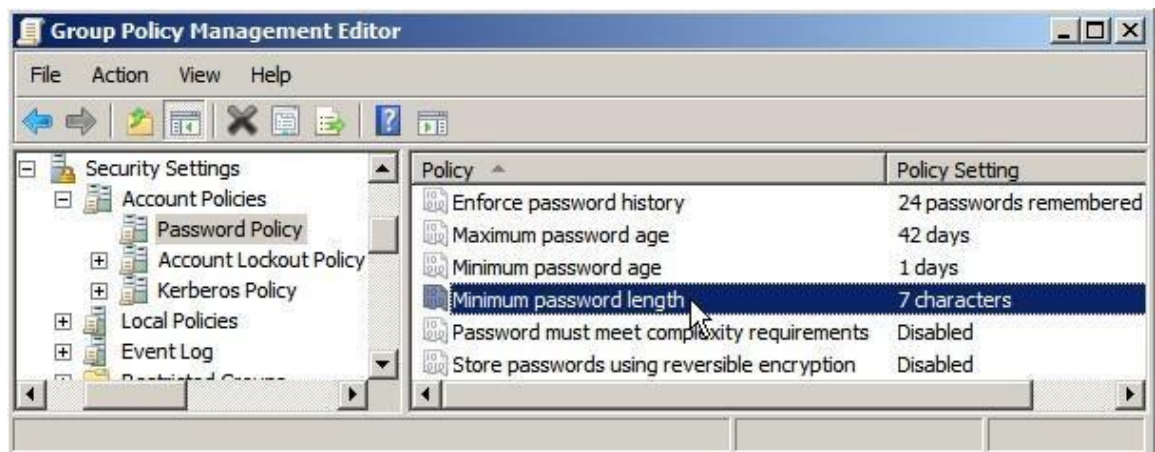 Group Policy Management Editor
File Action View Help
Security Settings
Account Policies
Password Policy
Account Lockout Policy
Kerberos Policy
Local Policies
Event Log
Restricted Groups
Policy Policy Setting
Enforce password history 24 passwords remembered
Maximum password age 42 days
Minimum password age 1 days
Minimum password length 7 characters
Password must meet complexity requirements Disabled
Store passwords using reversible encryption Disabled